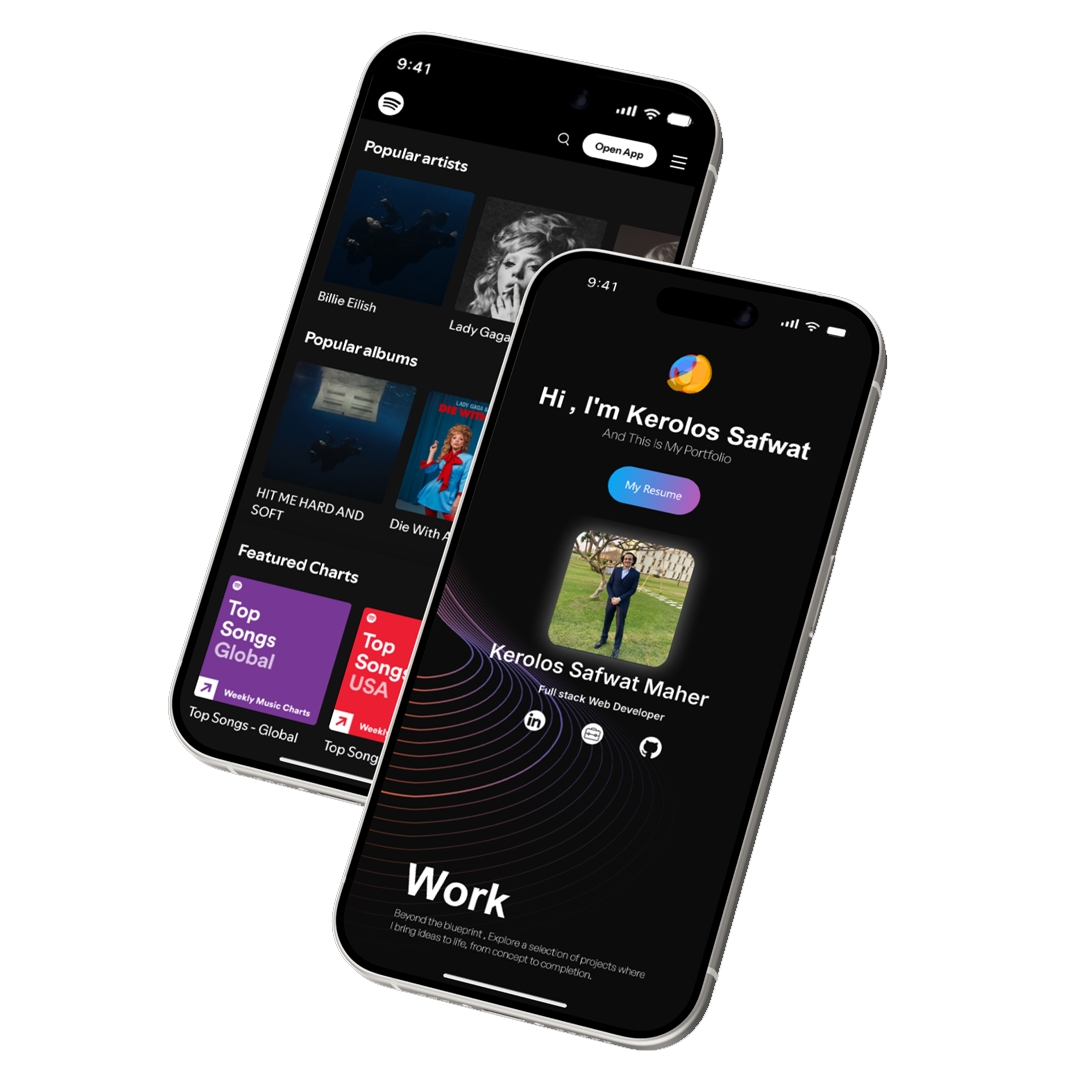 9:41
Open App
Popular artists
Billie Eilish
Lady Gaga
Popular albums
LADY GAGA &
DIE WITH
HIT ME HARD AND
SOFT
Die With A
Featured Charts
Top
Songs
Global
Weekly Music Charts
Top Songs - Global
Top
Songs
USA
Weekly
Top Song
9:41
Hi , I'm Kerolos Safwat
And This Is My Portfolio
My Resume
Kerolos Safwat Maher
Full stack Web Developer
in
Work
Beyond the blueprint , Explore a selection of projects where
I bring ideas to life, from concept to completion.